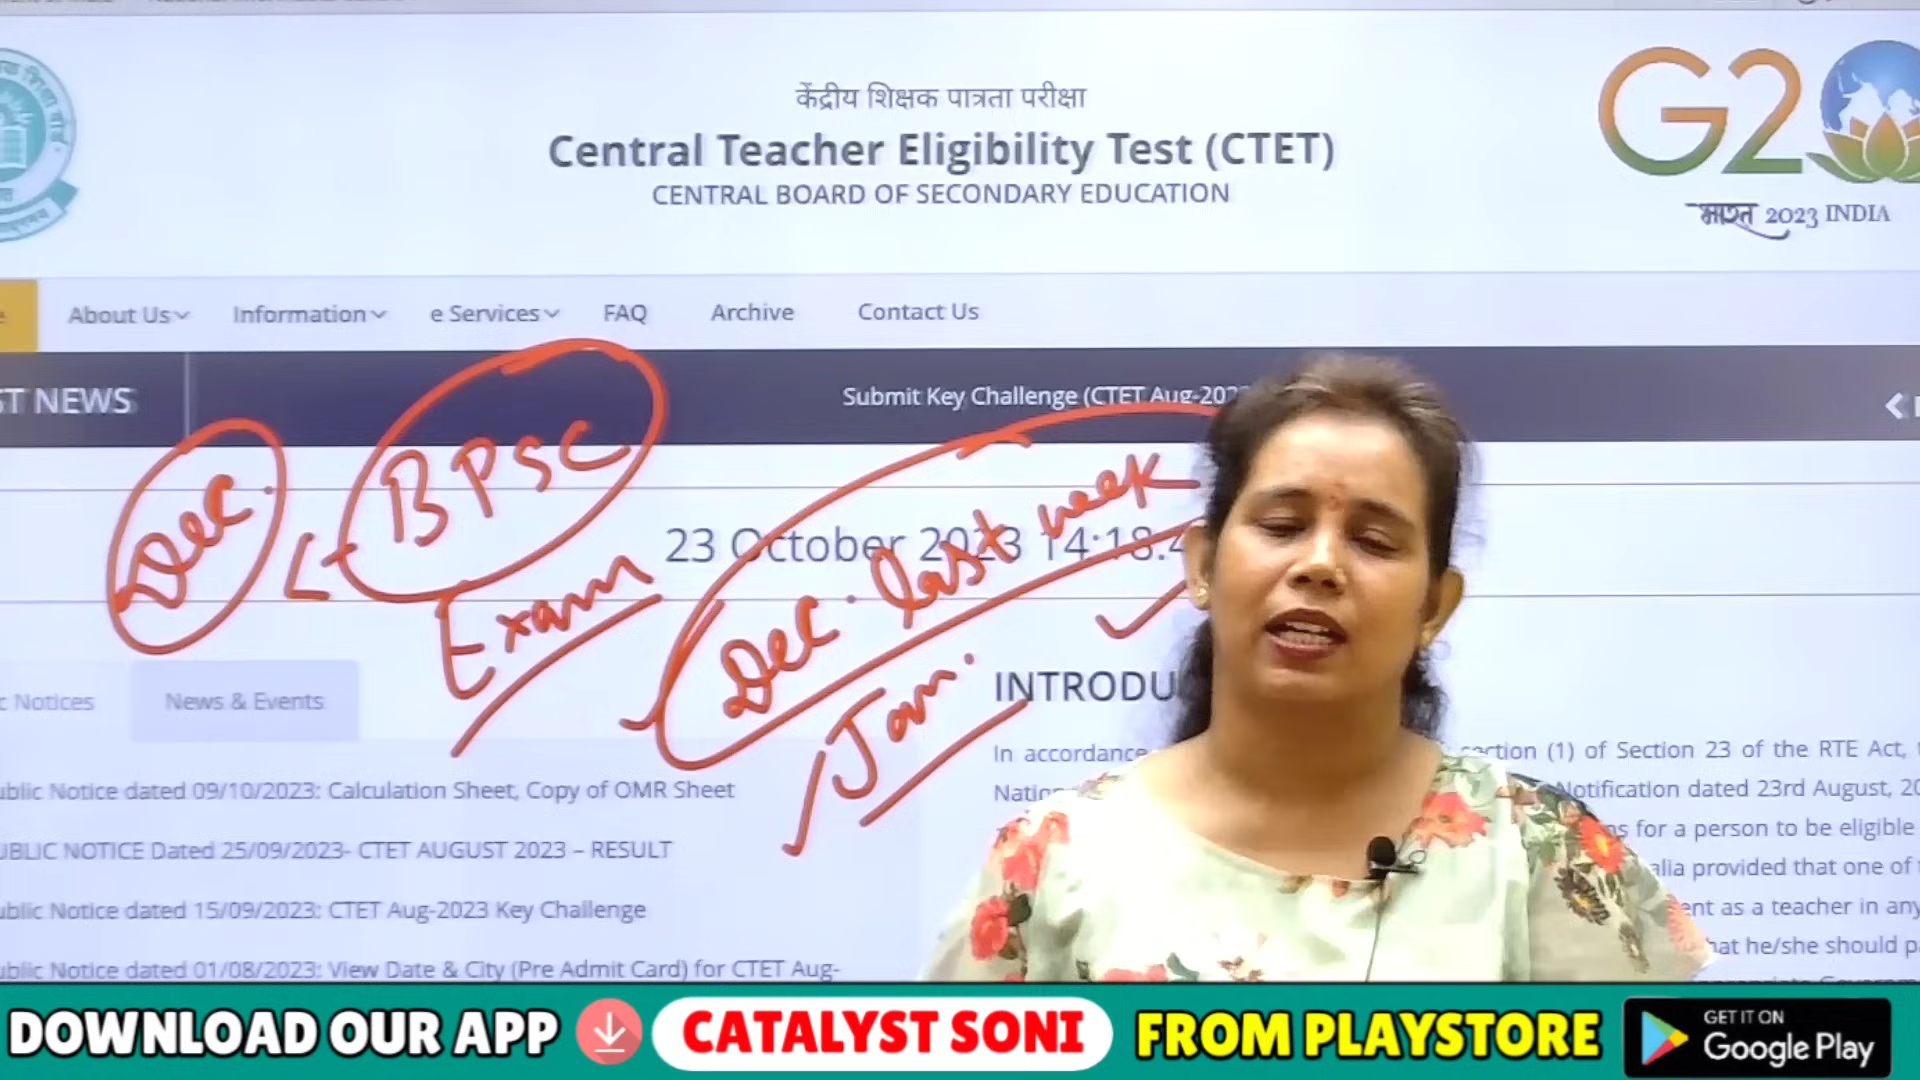 केंद्रीय शिक्षक पात्रता परीक्षा
Central Teacher Eligibility Test (CTET)
CENTRAL BOARD OF SECONDARY EDUCATION
G20
भारत 2023 INDIA
About Us
Information
e Services
FAQ
Archive
Contact Us
ST NEWS
Submit Key Challenge (CTET Aug-202
Dec.
BPSC
Exam
23 October 2023 14:18:4
Dec. last week
Jan.
c Notices
News & Events
INTRODU
ublic Notice dated 09/10/2023: Calculation Sheet, Copy of OMR Sheet
UBLIC NOTICE Dated 25/09/2023- CTET AUGUST 2023 – RESULT
ublic Notice dated 15/09/2023: CTET Aug-2023 Key Challenge
ublic Notice dated 01/08/2023: View Date & City (Pre Admit Card) for CTET Aug-
In accordance section (1) of Section 23 of the RTE Act,
Nation Notification dated 23rd August, 20
s for a person to be eligible
alia provided that one of
ent as a teacher in any
hat he/she should pa
DOWNLOAD OUR APP CATALYST SONI FROM PLAYSTORE
GET IT ON
Google Play